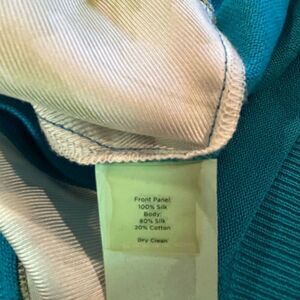 Front Panel:
100% Silk
Body:
80% Silk
20% Cotton
Dry Clean